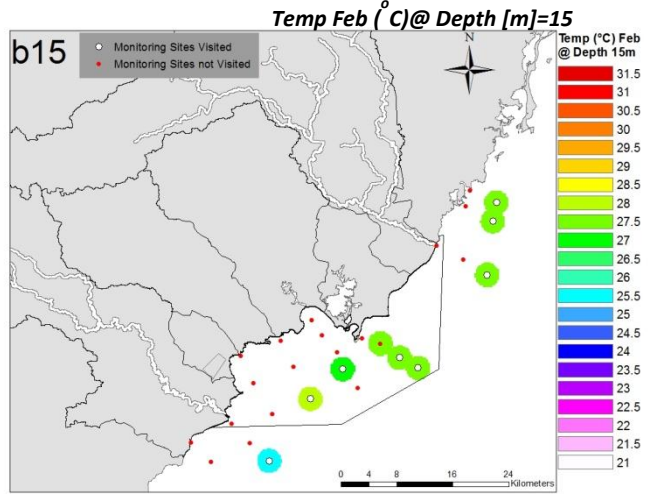 Temp Feb (°C)@ Depth [m]=15
b15
Monitoring Sites Visited
Monitoring Sites not Visited
N
Temp (°C) Feb
@ Depth 15m
31.5
31
30.5
30
29.5
29
28.5
28
27.5
27
26.5
26
25.5
25
24.5
24
23.5
23
22.5
22
21.5
21
0 4 8 16 24
Kilometers